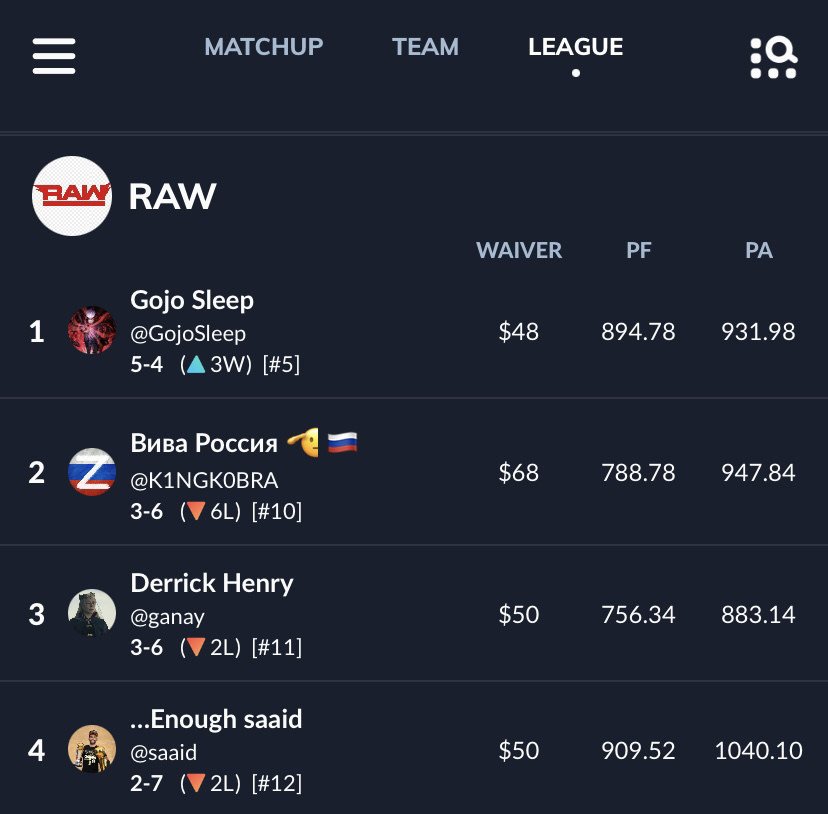 MATCHUP TEAM LEAGUE
RAW RAW
WAIVER PF PA
1
Gojo Sleep
@GojoSleep
5-4 (▲ 3W) [#5]
$48 894.78 931.98
2
Вива Россия 🫡 🇷🇺
@K1NGK0BRA
3-6 (▼ 6L) [#10]
$68 788.78 947.84
3
Derrick Henry
@ganay
3-6 (▼ 2L) [#11]
$50 756.34 883.14
4
...Enough saaid
@saaid
2-7 (▼ 2L) [#12]
$50 909.52 1040.10